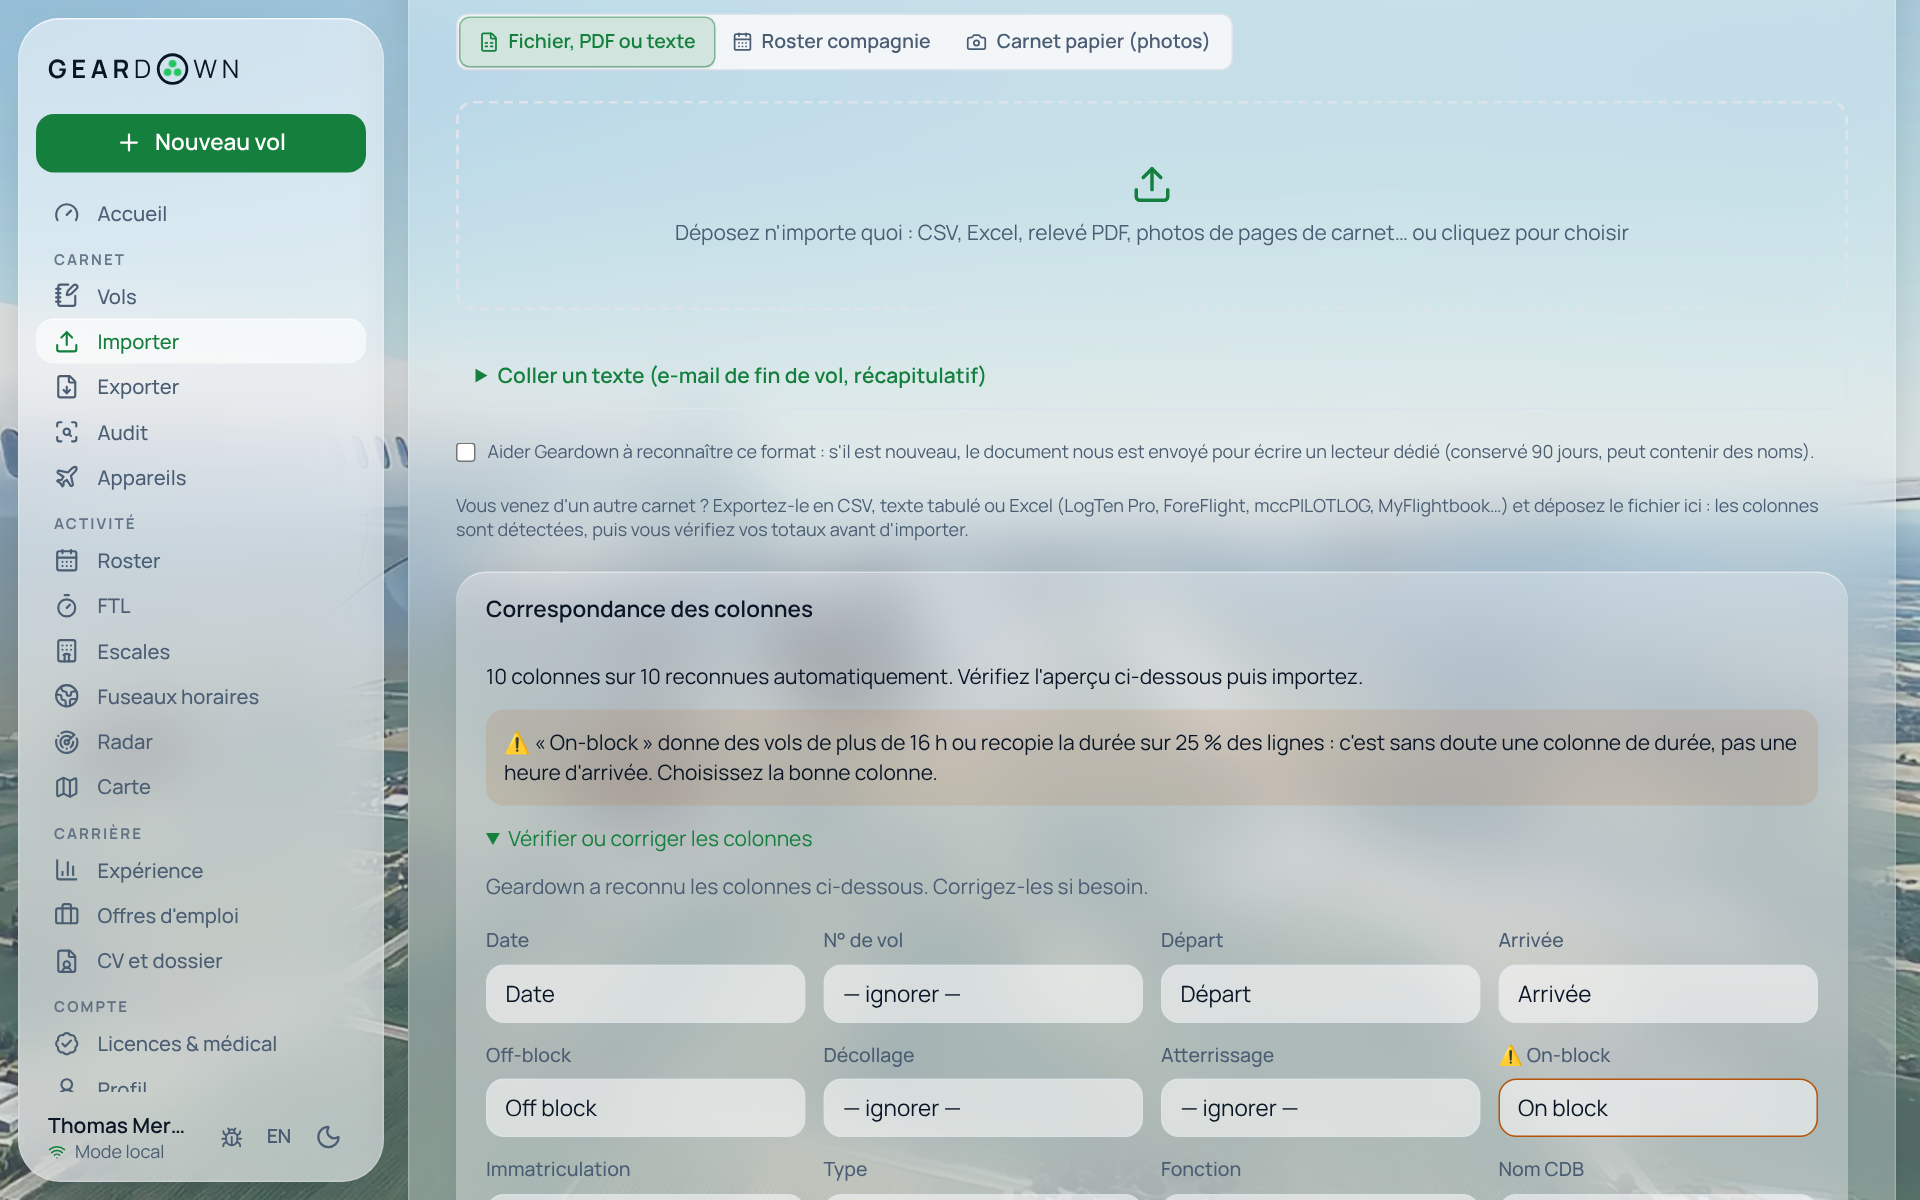 GEARDOWN
Nouveau vol
Accueil
CARNET
Vols
Importer
Exporter
Audit
Appareils
ACTIVITÉ
Roster
FTL
Escales
Fuseaux horaires
Radar
Carte
CARRIÈRE
Expérience
Offres d'emploi
CV et dossier
COMPTE
Licences & médical
Profil
Thomas Mer...
Mode local
EN
Fichier, PDF ou texte
Roster compagnie
Carnet papier (photos)
Déposez n'importe quoi : CSV, Excel, relevé PDF, photos de pages de carnet... ou cliquez pour choisir
Coller un texte (e-mail de fin de vol, récapitulatif)
Aider Geardown à reconnaître ce format : s'il est nouveau, le document nous est envoyé pour écrire un lecteur dédié (conservé 90 jours, peut contenir des noms).
Vous venez d'un autre carnet ? Exportez-le en CSV, texte tabulé ou Excel (LogTen Pro, ForeFlight, mccPILOTLOG, MyFlightbook...) et déposez le fichier ici : les colonnes
sont détectées, puis vous vérifiez vos totaux avant d'importer.
Correspondance des colonnes
10 colonnes sur 10 reconnues automatiquement. Vérifiez l'aperçu ci-dessous puis importez.
⚠️ « On-block » donne des vols de plus de 16 h ou recopie la durée sur 25 % des lignes : c'est sans doute une colonne de durée, pas une
heure d'arrivée. Choisissez la bonne colonne.
▼ Vérifier ou corriger les colonnes
Geardown a reconnu les colonnes ci-dessous. Corrigez-les si besoin.
Date
N° de vol
Départ
Arrivée
Date
— ignorer —
Départ
Arrivée
Off-block
Décollage
Atterrissage
⚠️ On-block
Off block
— ignorer —
— ignorer —
On block
Immatriculation
Type
Fonction
Nom CDB